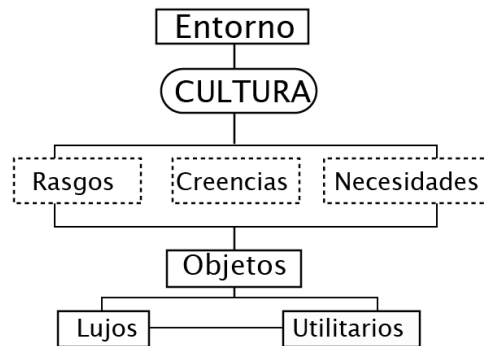 Entorno
CULTURA
Rasgos Creencias Necesidades
Objetos
Lujos Utilitarios